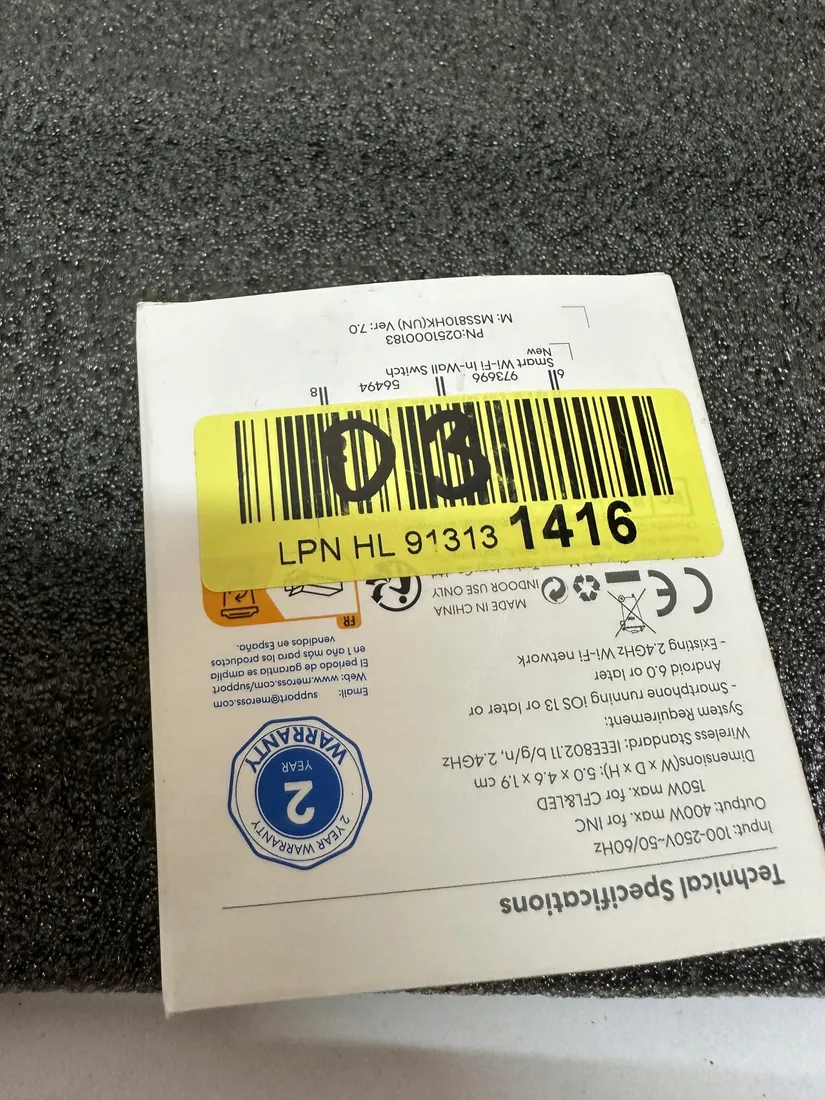 Technical Specifications
Input: 100-250V~50/60Hz
Output: 400W max. for INC
150W max. for CFL&LED
Dimensions(W x D x H): 5.0 x 4.6 x 1.9 cm
Wireless Standard: IEEE802.11 b/g/n, 2.4GHz
System Requirement:
- Smartphone running iOS 13 or later or
Android 6.0 or later
- Existing 2.4GHz Wi-Fi network
2 YEAR WARRANTY
2
YEAR
WARRANTY
Email: support@meross.com
Web: www.meross.com/support
El periodo de garantía se amplía
en 1 año más para los productos
vendidos en España.
CE
MADE IN CHINA
INDOOR USE ONLY
FR
LPN HL 91313 1416
03
6 973696 56494 8
New
Smart Wi-Fi In-Wall Switch
PN:0251000183
M: MSS810HK(UN) Ver: 7.0